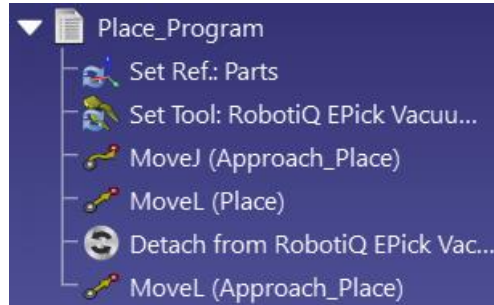 Place_Program
Set Ref.: Parts
Set Tool: RobotiQ EPick Vacuu...
MoveJ (Approach_Place)
MoveL (Place)
Detach from RobotiQ EPick Vac...
MoveL (Approach_Place)